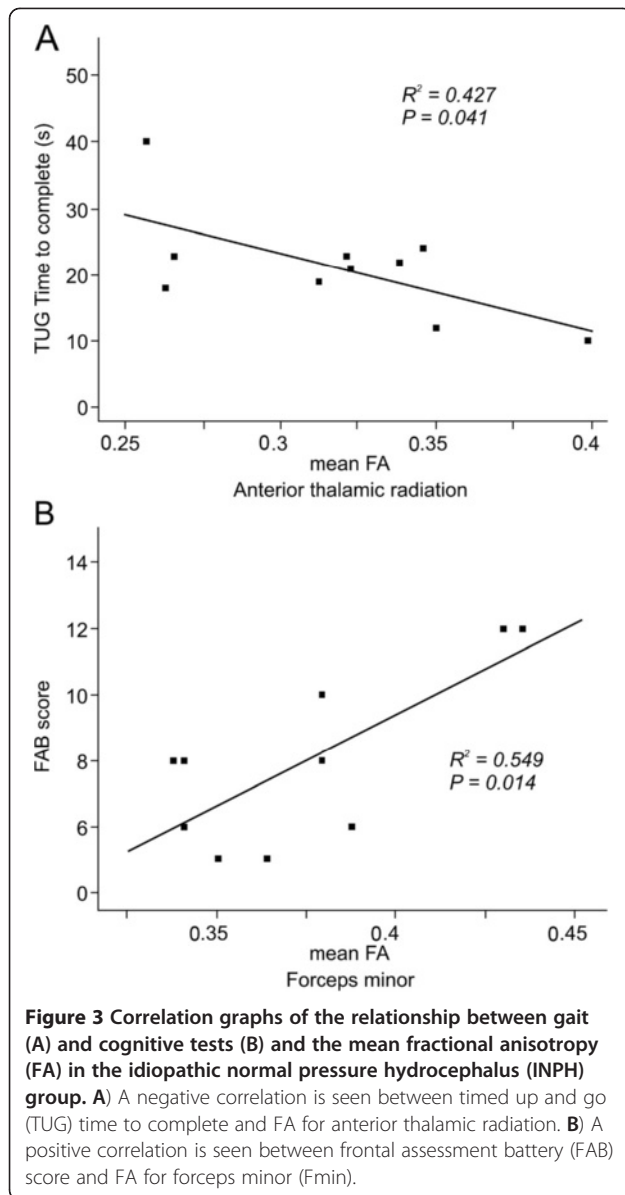 A
50
40
30
20
10
0
TUG Time to complete (s)
R² = 0.427
P = 0.041
0.25 0.3 0.35 0.4
mean FA
Anterior thalamic radiation
B
14
12
10
8
6
0
FAB score
R² = 0.549
P = 0.014
0.35 0.4 0.45
mean FA
Forceps minor
Figure 3 Correlation graphs of the relationship between gait
(A) and cognitive tests (B) and the mean fractional anisotropy
(FA) in the idiopathic normal pressure hydrocephalus (INPH)
group. A) A negative correlation is seen between timed up and go
(TUG) time to complete and FA for anterior thalamic radiation. B) A
positive correlation is seen between frontal assessment battery (FAB)
score and FA for forceps minor (Fmin).